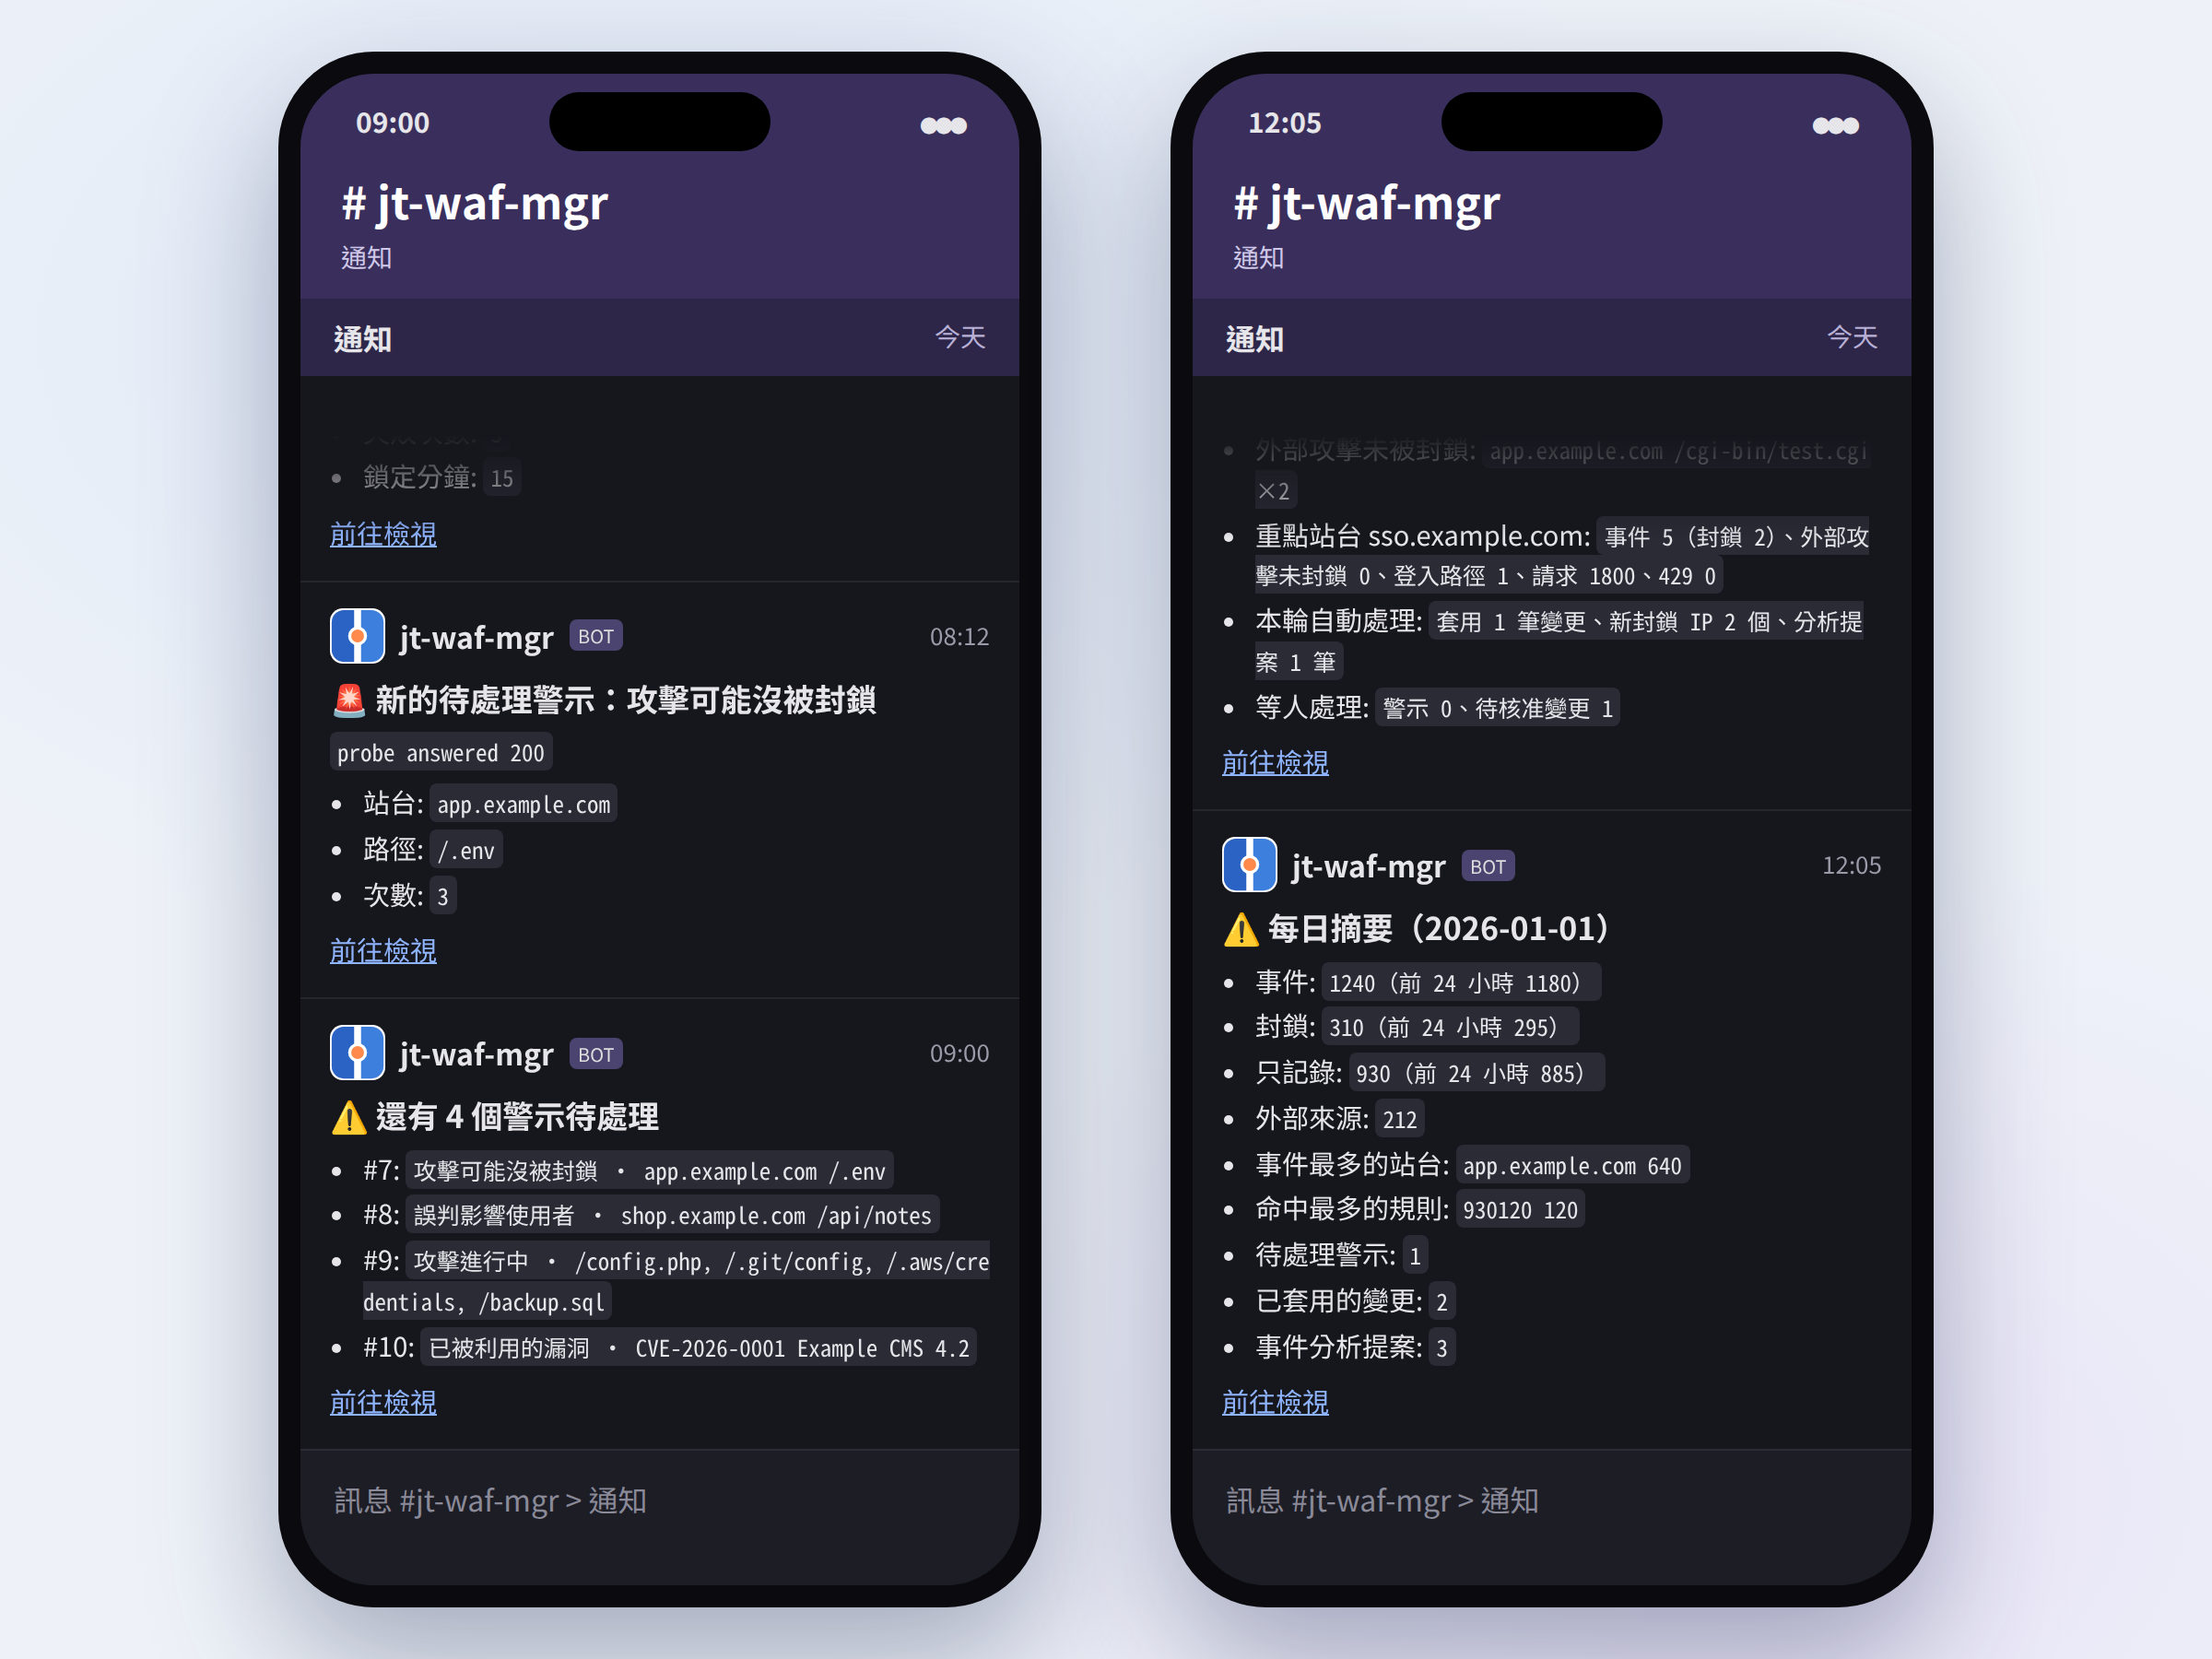 09:00
# jt-waf-mgr
通知
通知 今天
失敗次數: 5
鎖定分鐘: 15
前往檢視
jt-waf-mgr BOT 08:12
🚨 新的待處理警示：攻擊可能沒被封鎖
probe answered 200
站台: app.example.com
路徑: /.env
次數: 3
前往檢視
jt-waf-mgr BOT 09:00
⚠️ 還有 4 個警示待處理
#7: 攻擊可能沒被封鎖 · app.example.com /.env
#8: 誤判影響使用者 · shop.example.com /api/notes
#9: 攻擊進行中 · /config.php, /.git/config, /.aws/cre
dentials, /backup.sql
#10: 已被利用的漏洞 · CVE-2026-0001 Example CMS 4.2
前往檢視
訊息 #jt-waf-mgr > 通知
12:05
# jt-waf-mgr
通知
通知 今天
外部攻擊未被封鎖: app.example.com /cgi-bin/test.cgi
×2
重點站台 sso.example.com: 事件 5（封鎖 2）、外部攻
擊未封鎖 0、登入路徑 1、請求 1800、429 0
本輪自動處理: 套用 1 筆變更、新封鎖 IP 2 個、分析提
案 1 筆
等人處理: 警示 0、待核准變更 1
前往檢視
jt-waf-mgr BOT 12:05
⚠️ 每日摘要（2026-01-01）
事件: 1240（前 24 小時 1180）
封鎖: 310（前 24 小時 295）
只記錄: 930（前 24 小時 885）
外部來源: 212
事件最多的站台: app.example.com 640
命中最多的規則: 930120 120
待處理警示: 1
已套用的變更: 2
事件分析提案: 3
前往檢視
訊息 #jt-waf-mgr > 通知